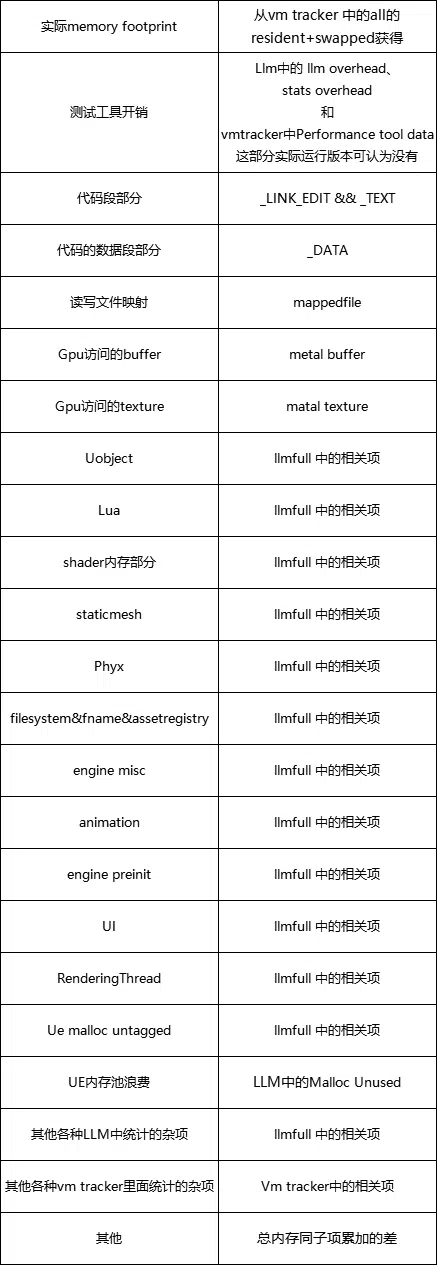 实际memory footprint
从vm tracker 中的all的
resident+swapped获得
测试工具开销
Llm中的 llm overhead、
stats overhead
和
vmtracker中Performance tool data
这部分实际运行版本可认为没有
代码段部分
_LINK_EDIT && _TEXT
代码的数据段部分
_DATA
读写文件映射
mappedfile
Gpu访问的buffer
metal buffer
Gpu访问的texture
matal texture
Uobject
llmfull 中的相关项
Lua
llmfull 中的相关项
shader内存部分
llmfull 中的相关项
staticmesh
llmfull 中的相关项
Phyx
llmfull 中的相关项
filesystem&fname&assetregistry
llmfull 中的相关项
engine misc
llmfull 中的相关项
animation
llmfull 中的相关项
engine preinit
llmfull 中的相关项
UI
llmfull 中的相关项
RenderingThread
llmfull 中的相关项
Ue malloc untagged
llmfull 中的相关项
UE内存池浪费
LLM中的Malloc Unused
其他各种LLM中统计的杂项
llmfull 中的相关项
其他各种vm tracker里面统计的杂项
Vm tracker中的相关项
其他
总内存同子项累加的差